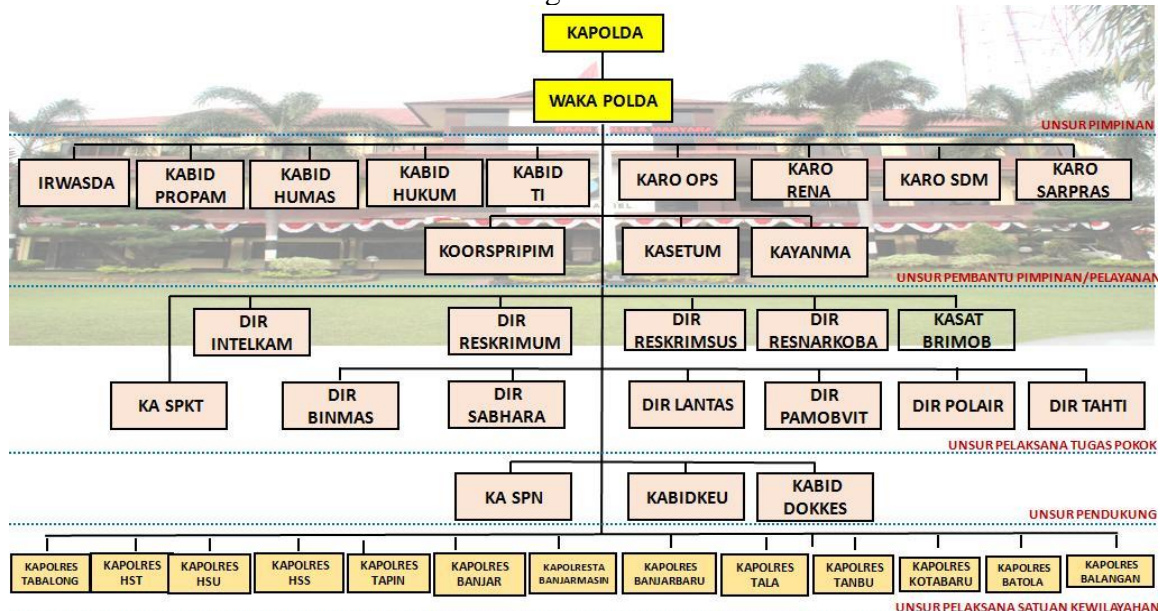 KAPOLDA
WAKA POLDA
UNSUR PIMPINAN
IRWASDA
KABID
PROPAM
KABID
HUMAS
KABID
HUKUM
KABID
TI
KARO OPS
KARO
RENA
KARO SDM
KARO
SARPRAS
KOORSPRIPIM
KASETUM
KAYANMA
UNSUR PEMBANTU PIMPINAN/PELAYANAN
DIR
INTELKAM
DIR
RESKRIMUM
DIR
RESKRIMSUS
DIR
RESNARKOBA
KASAT
BRIMOB
KA SPKT
DIR
BINMAS
DIR
SABHARA
DIR LANTAS
DIR
PAMOBVIT
DIR POLAIR
DIR TAHTI
UNSUR PELAKSANA TUGAS POKOK
KA SPN
KABIDKEU
KABID
DOKKES
UNSUR PENDUKUNG
KAPOLRES
TABALONG
KAPOLRES
HST
KAPOLRES
HSU
KAPOLRES
HSS
KAPOLRES
TAPIN
KAPOLRES
BANJAR
KAPOLRESTA
BANJARMASIN
KAPOLRES
BANJARBARU
KAPOLRES
TALA
KAPOLRES
TANBU
KAPOLRES
KOTABARU
KAPOLRES
BATOLA
KAPOLRES
BALANGAN
UNSUR PELAKSANA SATUAN KEWILAYAHAN